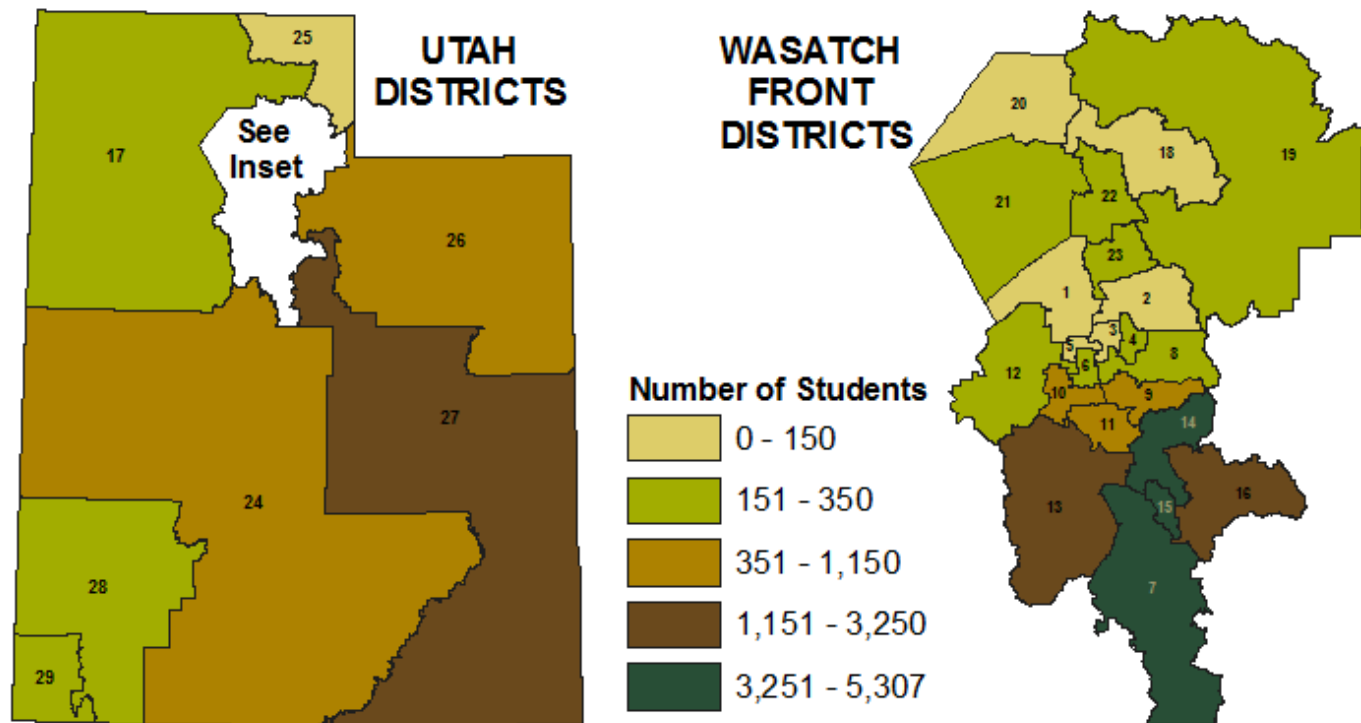 UTAH
DISTRICTS
25
See
Inset
17
26
27
24
28
29
WASATCH
FRONT
DISTRICTS
20
18
19
21
22
23
1
2
3
5
4
6
8
12
10
9
11
14
13
15
16
7
Number of Students
0 - 150
151 - 350
351 - 1,150
1,151 - 3,250
3,251 - 5,307